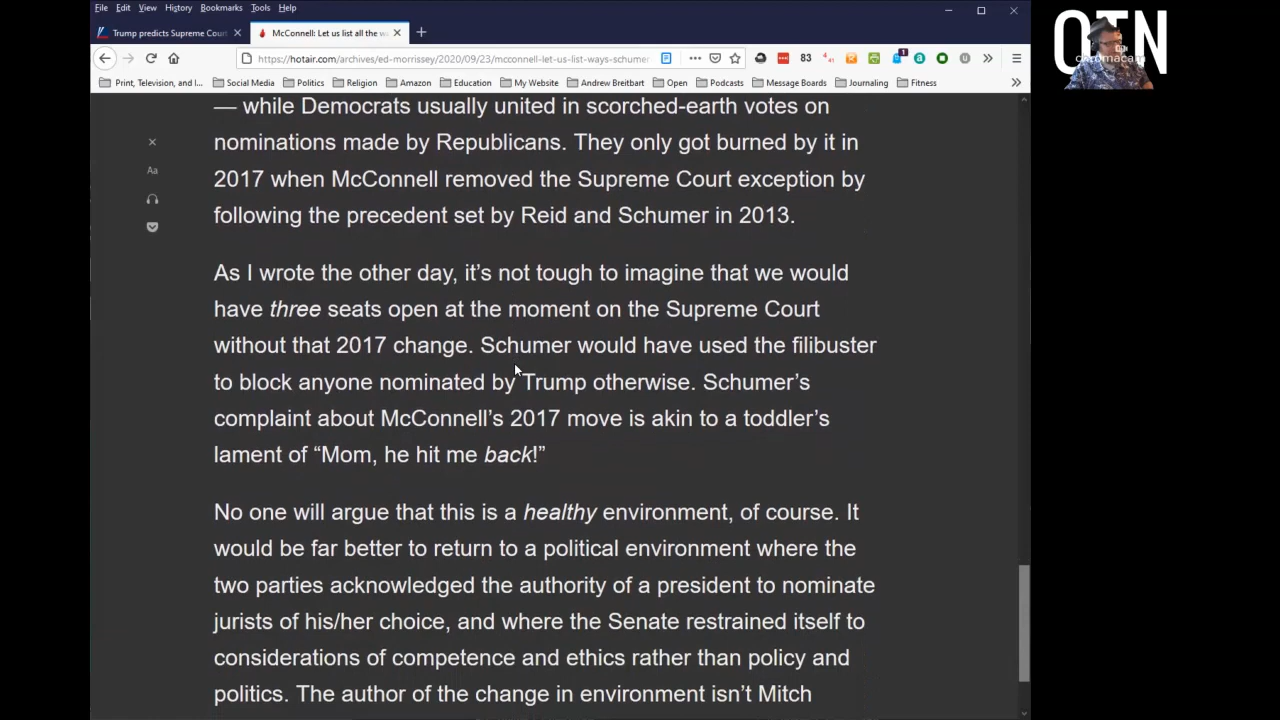 File Edit View History Bookmarks Tools Help
Trump predicts Supreme Cour
McConnell: Let us list all the w
https://hotair.com/archives/ed-morrissey/2020/09/23/mcconnell-let-us-list-ways-schumer
83
41
1
Print, Television, and I... Social Media Politics Religion Amazon Education My Website Andrew Breitbart Open Podcasts Message Boards Journaling Fitness
OTN
chromacam
— while Democrats usually united in scorched-earth votes on
nominations made by Republicans. They only got burned by it in
Aa
2017 when McConnell removed the Supreme Court exception by
following the precedent set by Reid and Schumer in 2013.
As I wrote the other day, it’s not tough to imagine that we would
have three seats open at the moment on the Supreme Court
without that 2017 change. Schumer would have used the filibuster
to block anyone nominated by Trump otherwise. Schumer’s
complaint about McConnell’s 2017 move is akin to a toddler’s
lament of “Mom, he hit me back!”
No one will argue that this is a healthy environment, of course. It
would be far better to return to a political environment where the
two parties acknowledged the authority of a president to nominate
jurists of his/her choice, and where the Senate restrained itself to
considerations of competence and ethics rather than policy and
politics. The author of the change in environment isn’t Mitch